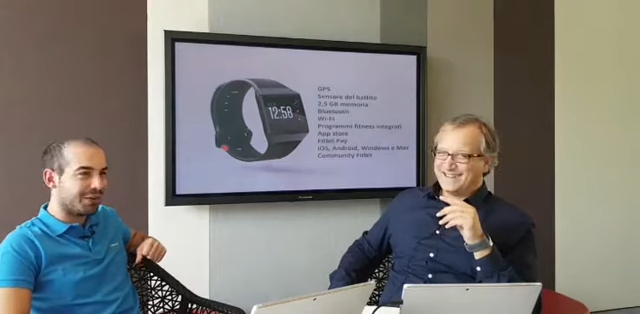 12:58
GPS
Sensore del battito
2,5 GB memoria
Bluetooth
Wi-Fi
Programmi fitness integrati
App store
Fitbit Pay
iOS, Android, Windows e Mac
Community Fitbit